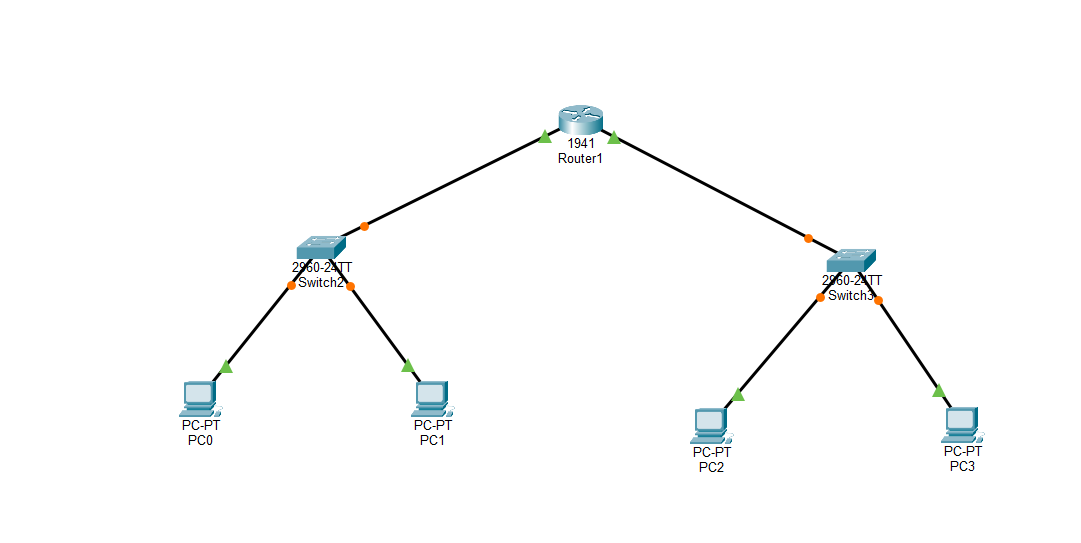 1941
Router1
2960-24TT
Switch2
2960-24TT
Switch3
PC-PT
PC0
PC-PT
PC1
PC-PT
PC2
PC-PT
PC3